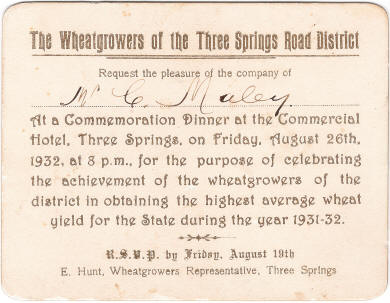 The Wheatgrowers of the Three Springs Road District
Request the pleasure of the company of
Mr C. Maley
At a Commemoration Dinner at the Commercial
Hotel, Three Springs, on Friday, August 26th,
1932, at 8 p.m., for the purpose of celebrating
the achievement of the wheatgrowers of the
district in obtaining the highest average wheat
yield for the State during the year 1931-32.
R.S.V.P. by Friday, August 19th
E. Hunt, Wheatgrowers Representative, Three Springs